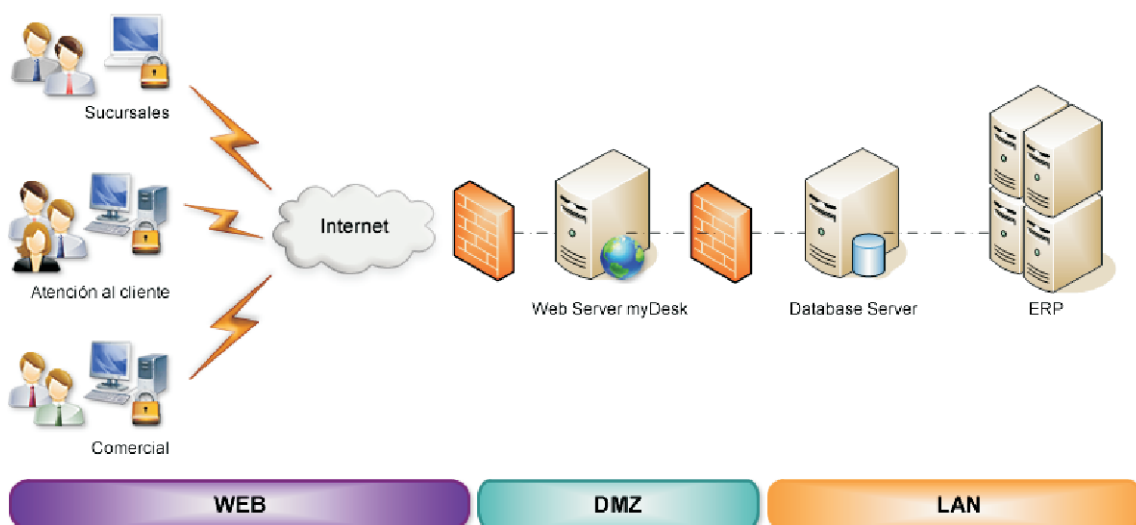 Sucursales
Internet
Atención al cliente
Web Server myDesk
Database Server
ERP
Comercial
WEB
DMZ
LAN